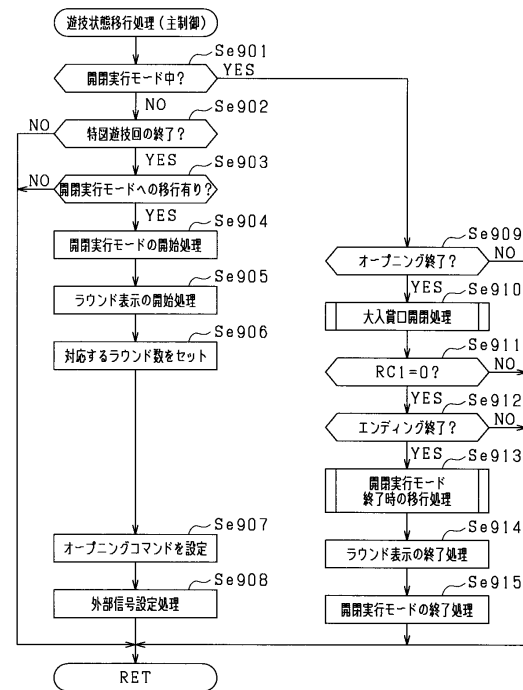 遊技状態移行処理(主制御)
Se901
開閉実行モード中?
YES
NO
Se902
特図遊技回の終了?
NO
YES
Se903
開閉実行モードへの移行有り?
NO
YES
Se904
開閉実行モードの開始処理
Se905
ラウンド表示の開始処理
Se906
対応するラウンド数をセット
Se907
オープニングコマンドを設定
Se908
外部信号設定処理
Se909
オープニング終了?
NO
YES
Se910
大入賞口開閉処理
Se911
RC1=0?
NO
YES
Se912
エンディング終了?
NO
YES
Se913
開閉実行モード
終了時の移行処理
Se914
ラウンド表示の終了処理
Se915
開閉実行モードの終了処理
RET